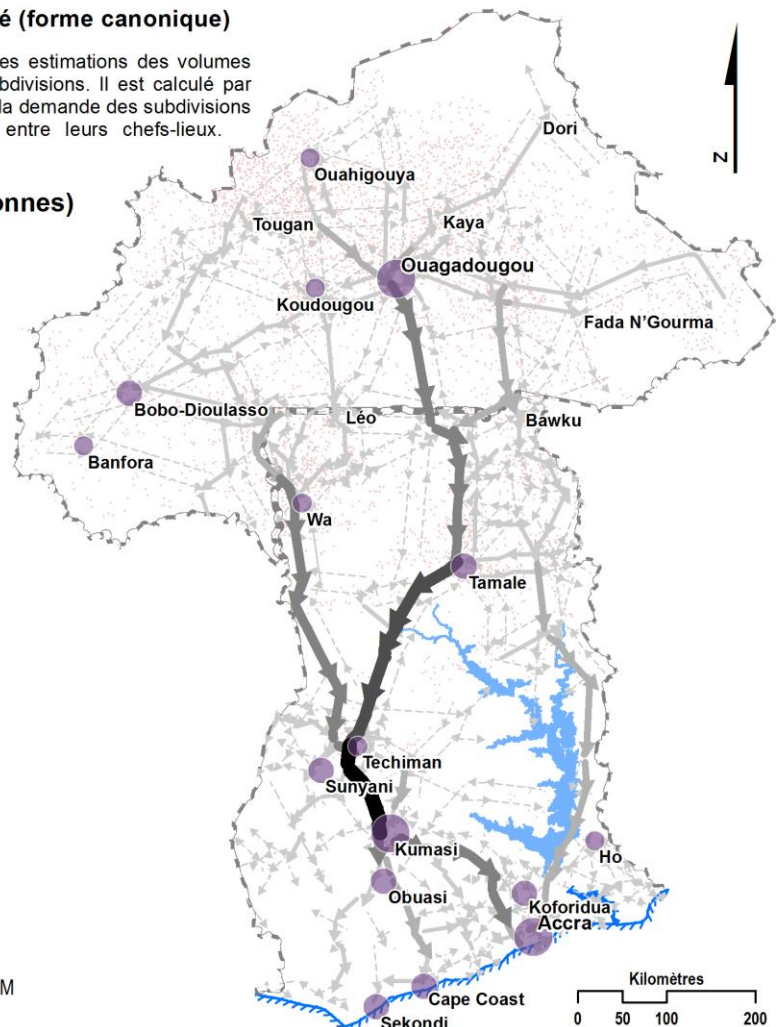 é (forme canonique)
es estimations des volumes
bdivisions. Il est calculé par
la demande des subdivisions
entre leurs chefs-lieux.
onnes)
N
Dori
Ouahigouya
Tougan
Kaya
Ouagadougou
Koudougou
Fada N'Gourma
Bobo-Dioulasso
Léo
Bawku
Banfora
Wa
Tamale
Techiman
Sunyani
Kumasi
Ho
Obuasi
Koforidua
Accra
Cape Coast
Sekondi
M
Kilomètres
0 50 100 200